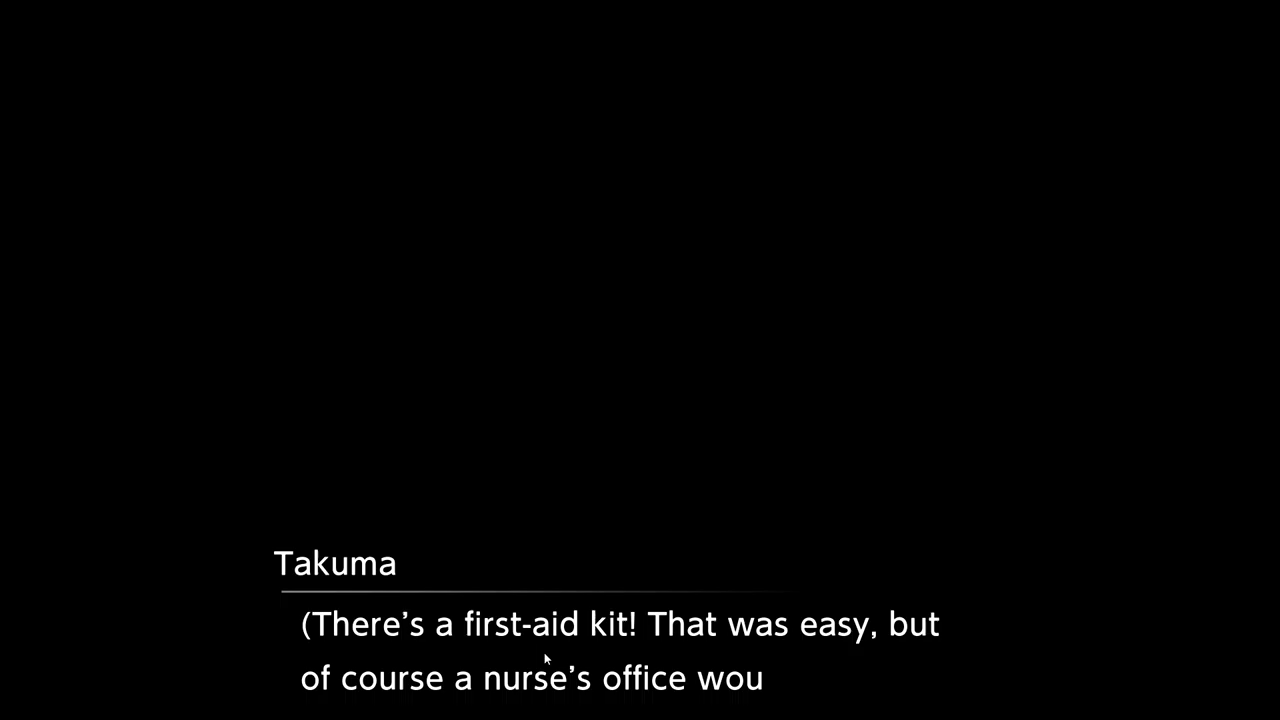 Takuma
(There’s a first-aid kit! That was easy, but
of course a nurse’s office wou